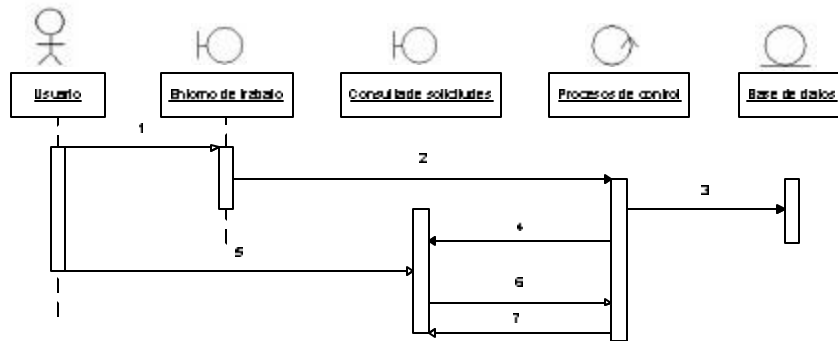 Usuario
Entorno de trabajo
Consulta de solicitudes
Procesos de control
Base de datos
1
2
3
4
5
6
7